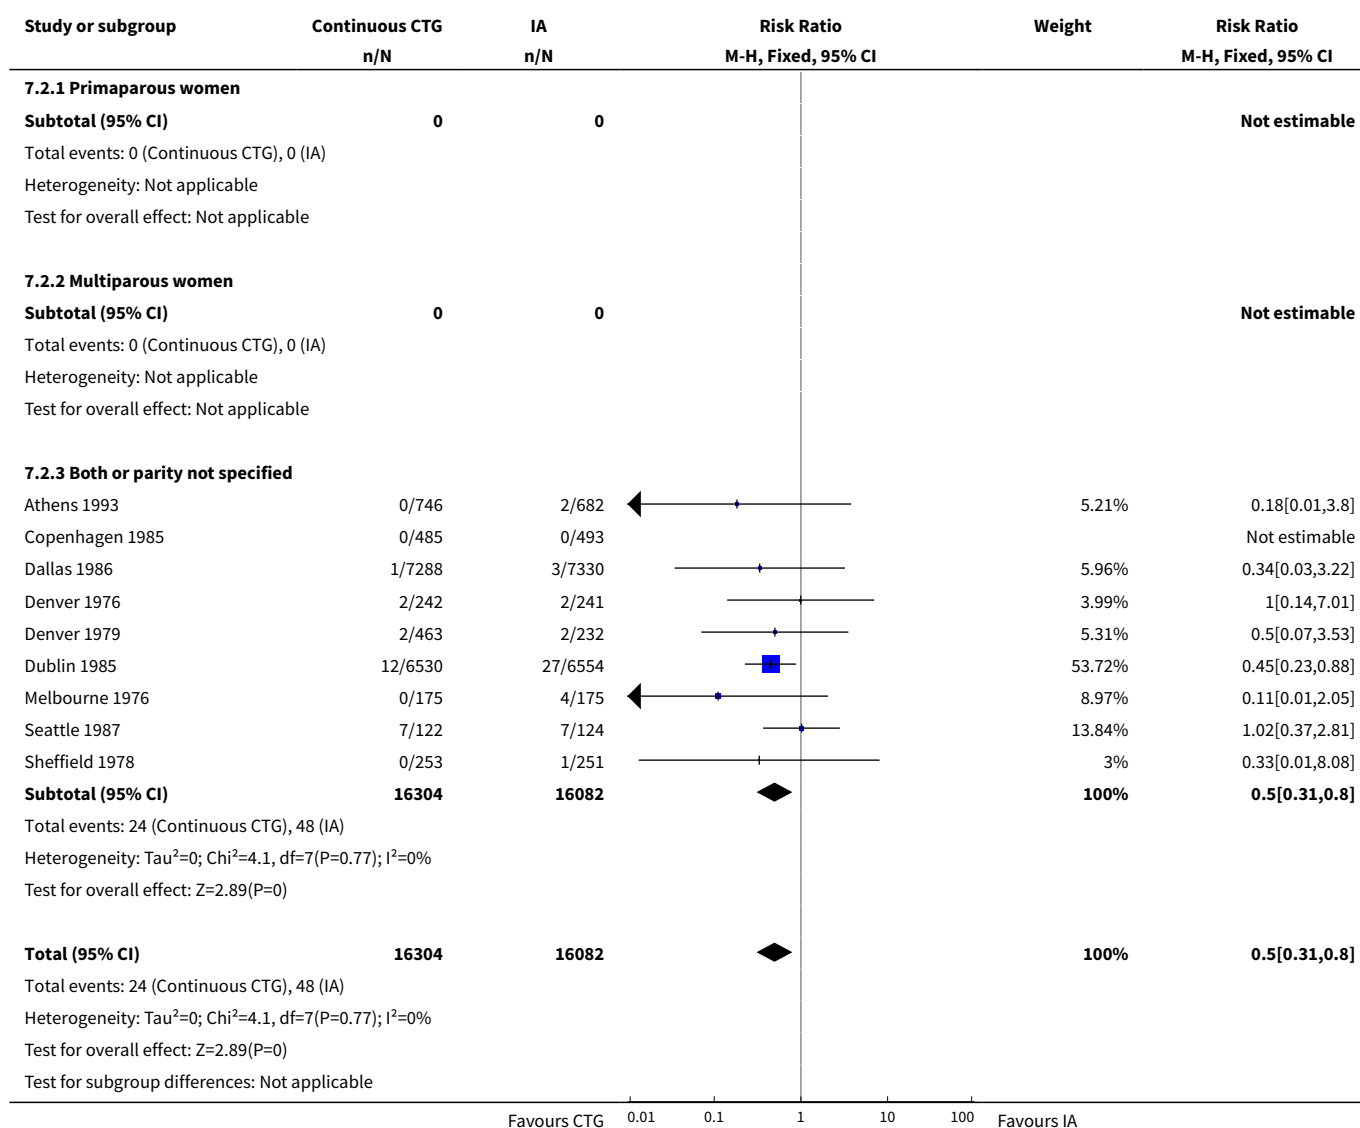 Study or subgroup Continuous CTG IA Risk Ratio Weight Risk Ratio
n/N n/N M-H, Fixed, 95% CI M-H, Fixed, 95% CI
7.2.1 Primaparous women
Subtotal (95% CI) 0 0 Not estimable
Total events: 0 (Continuous CTG), 0 (IA)
Heterogeneity: Not applicable
Test for overall effect: Not applicable
7.2.2 Multiparous women
Subtotal (95% CI) 0 0 Not estimable
Total events: 0 (Continuous CTG), 0 (IA)
Heterogeneity: Not applicable
Test for overall effect: Not applicable
7.2.3 Both or parity not specified
Athens 1993 0/746 2/682 5.21% 0.18[0.01,3.8]
Copenhagen 1985 0/485 0/493 Not estimable
Dallas 1986 1/7288 3/7330 5.96% 0.34[0.03,3.22]
Denver 1976 2/242 2/241 3.99% 1[0.14,7.01]
Denver 1979 2/463 2/232 5.31% 0.5[0.07,3.53]
Dublin 1985 12/6530 27/6554 53.72% 0.45[0.23,0.88]
Melbourne 1976 0/175 4/175 8.97% 0.11[0.01,2.05]
Seattle 1987 7/122 7/124 13.84% 1.02[0.37,2.81]
Sheffield 1978 0/253 1/251 3% 0.33[0.01,8.08]
Subtotal (95% CI) 16304 16082 100% 0.5[0.31,0.8]
Total events: 24 (Continuous CTG), 48 (IA)
Heterogeneity: Tau²=0; Chi²=4.1, df=7(P=0.77); I²=0%
Test for overall effect: Z=2.89(P=0)
Total (95% CI) 16304 16082 100% 0.5[0.31,0.8]
Total events: 24 (Continuous CTG), 48 (IA)
Heterogeneity: Tau²=0; Chi²=4.1, df=7(P=0.77); I²=0%
Test for overall effect: Z=2.89(P=0)
Test for subgroup differences: Not applicable
Favours CTG 0.01 0.1 1 10 100 Favours IA